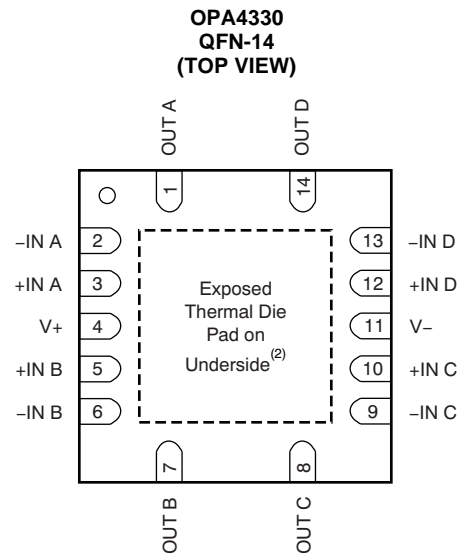 OPA4330
QFN-14
(TOP VIEW)
OUT A
OUT D
1
14
−IN A 2
13 −IN D
+IN A 3
12 +IN D
V+ 4
11 V−
+IN B 5
10 +IN C
−IN B 6
9 −IN C
Exposed
Thermal Die
Pad on
Underside(2)
7
8
OUT B
OUT C